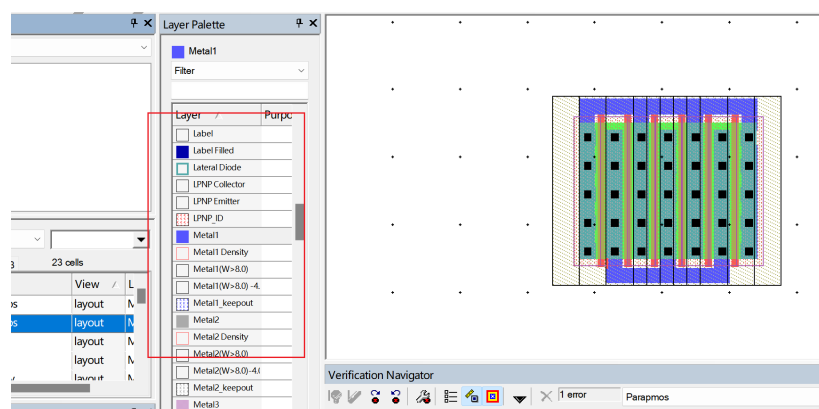 Layer Palette
Metal1
Filter
Layer
Purpo
Label
Label Filled
Lateral Diode
LPNP Collector
LPNP Emitter
LPNP_ID
Metal1
Metal1 Density
Metal1(W>8.0)
Metal1(W>8.0) -4.
Metal1_keepout
Metal2
Metal2 Density
Metal2(W>8.0)
Metal2(W>8.0)-4.(
Metal2_keepout
Metal3
23 cells
View
L
layout
layout
layout
layout
layout
Verification Navigator
1 error
Parapmos